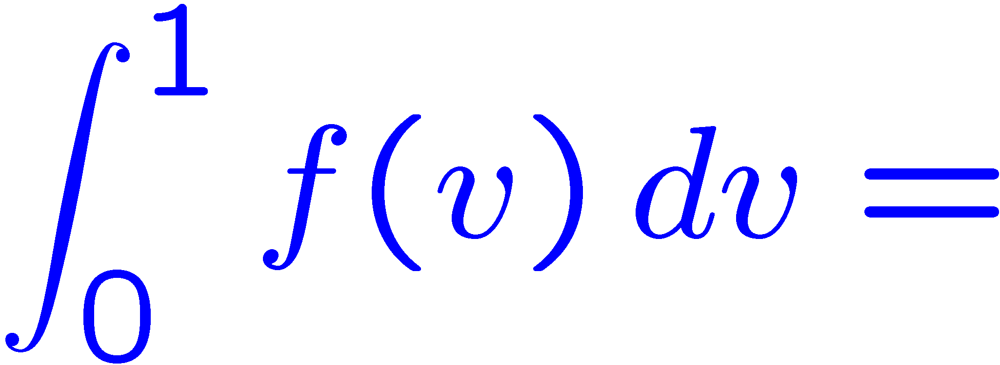 ∫₀¹ f(v) dv =